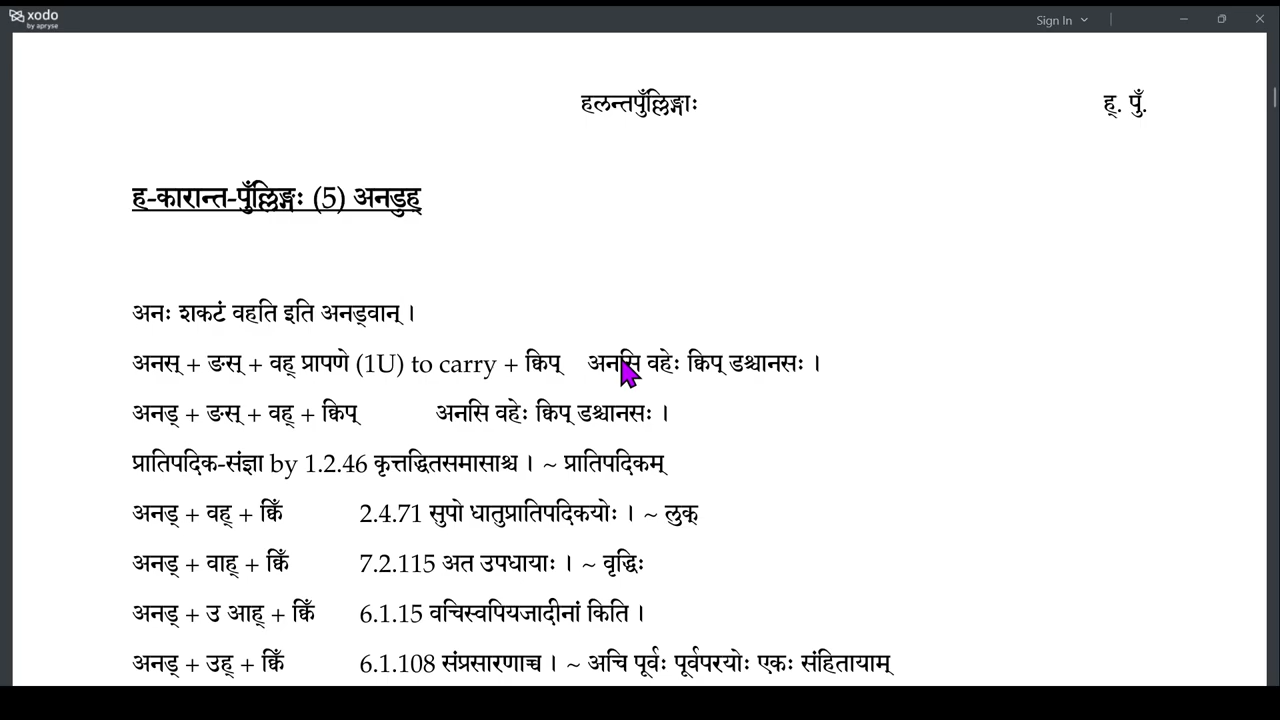 xodo
by apryse
Sign In
हलन्तपुँल्लिङ्गाः ह्. पुँ.
ह-कारान्त-पुँल्लिङ्गः (5) अनडुह्
अनः शकटं वहति इति अनड्वान् ।
अनस् + ङस् + वह् प्रापणे (1U) to carry + क्विप् अनसि वहेः क्विप् डश्चानसः ।
अनड् + ङस् + वह् + क्विप् अनसि वहेः क्विप् डश्चानसः ।
प्रातिपदिक-संज्ञा by 1.2.46 कृत्तद्धितसमासाश्च । ~ प्रातिपदिकम्
अनड् + वह् + क्विँ 2.4.71 सुपो धातुप्रातिपदिकयोः । ~ लुक्
अनड् + वाह् + क्विँ 7.2.115 अत उपधायाः । ~ वृद्धिः
अनड् + उ आह् + क्विँ 6.1.15 वचिस्वपियजादीनां किति ।
अनड् + उह् + क्विँ 6.1.108 संप्रसारणाच्च । ~ अचि पूर्वः पूर्वपरयोः एकः संहितायाम्